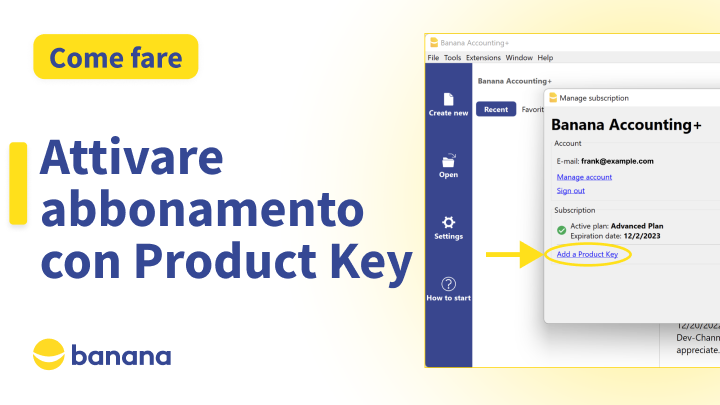 Come fare
Attivare
abbonamento
con Product Key
banana
Banana Accounting+
File Tools Extensions Window Help
Create new
Open
Settings
How to start
Banana Accounting+
Recent
Manage subscription
Banana Accounting+
Account
E-mail: frank@example.com
Manage account
Sign out
Subscription
Active plan: Advanced Plan
Expiration date: 12/2/2023
Add a Product Key
appreciate.